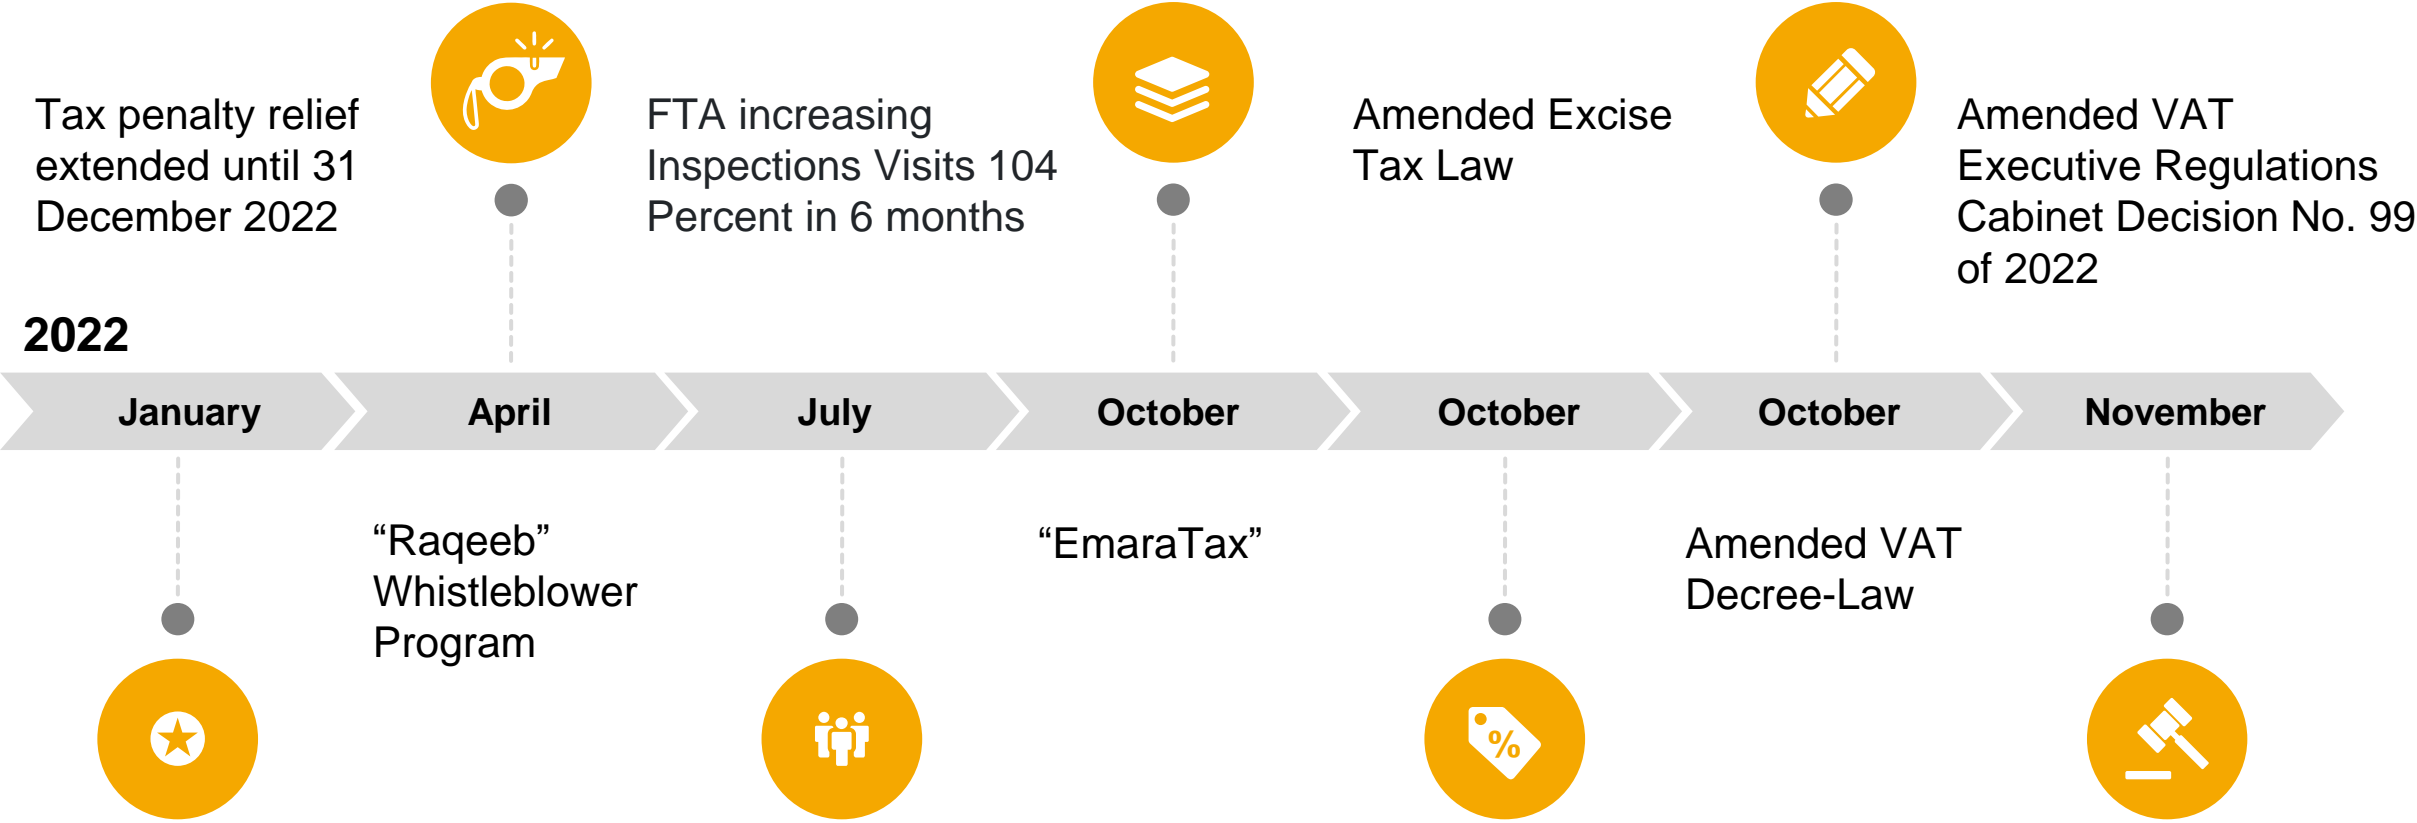 Tax penalty relief
extended until 31
December 2022
FTA increasing
Inspections Visits 104
Percent in 6 months
Amended Excise
Tax Law
Amended VAT
Executive Regulations
Cabinet Decision No. 99
of 2022
2022
January
April
July
October
October
October
November
“Raqeeb”
Whistleblower
Program
“EmaraTax”
Amended VAT
Decree-Law
%